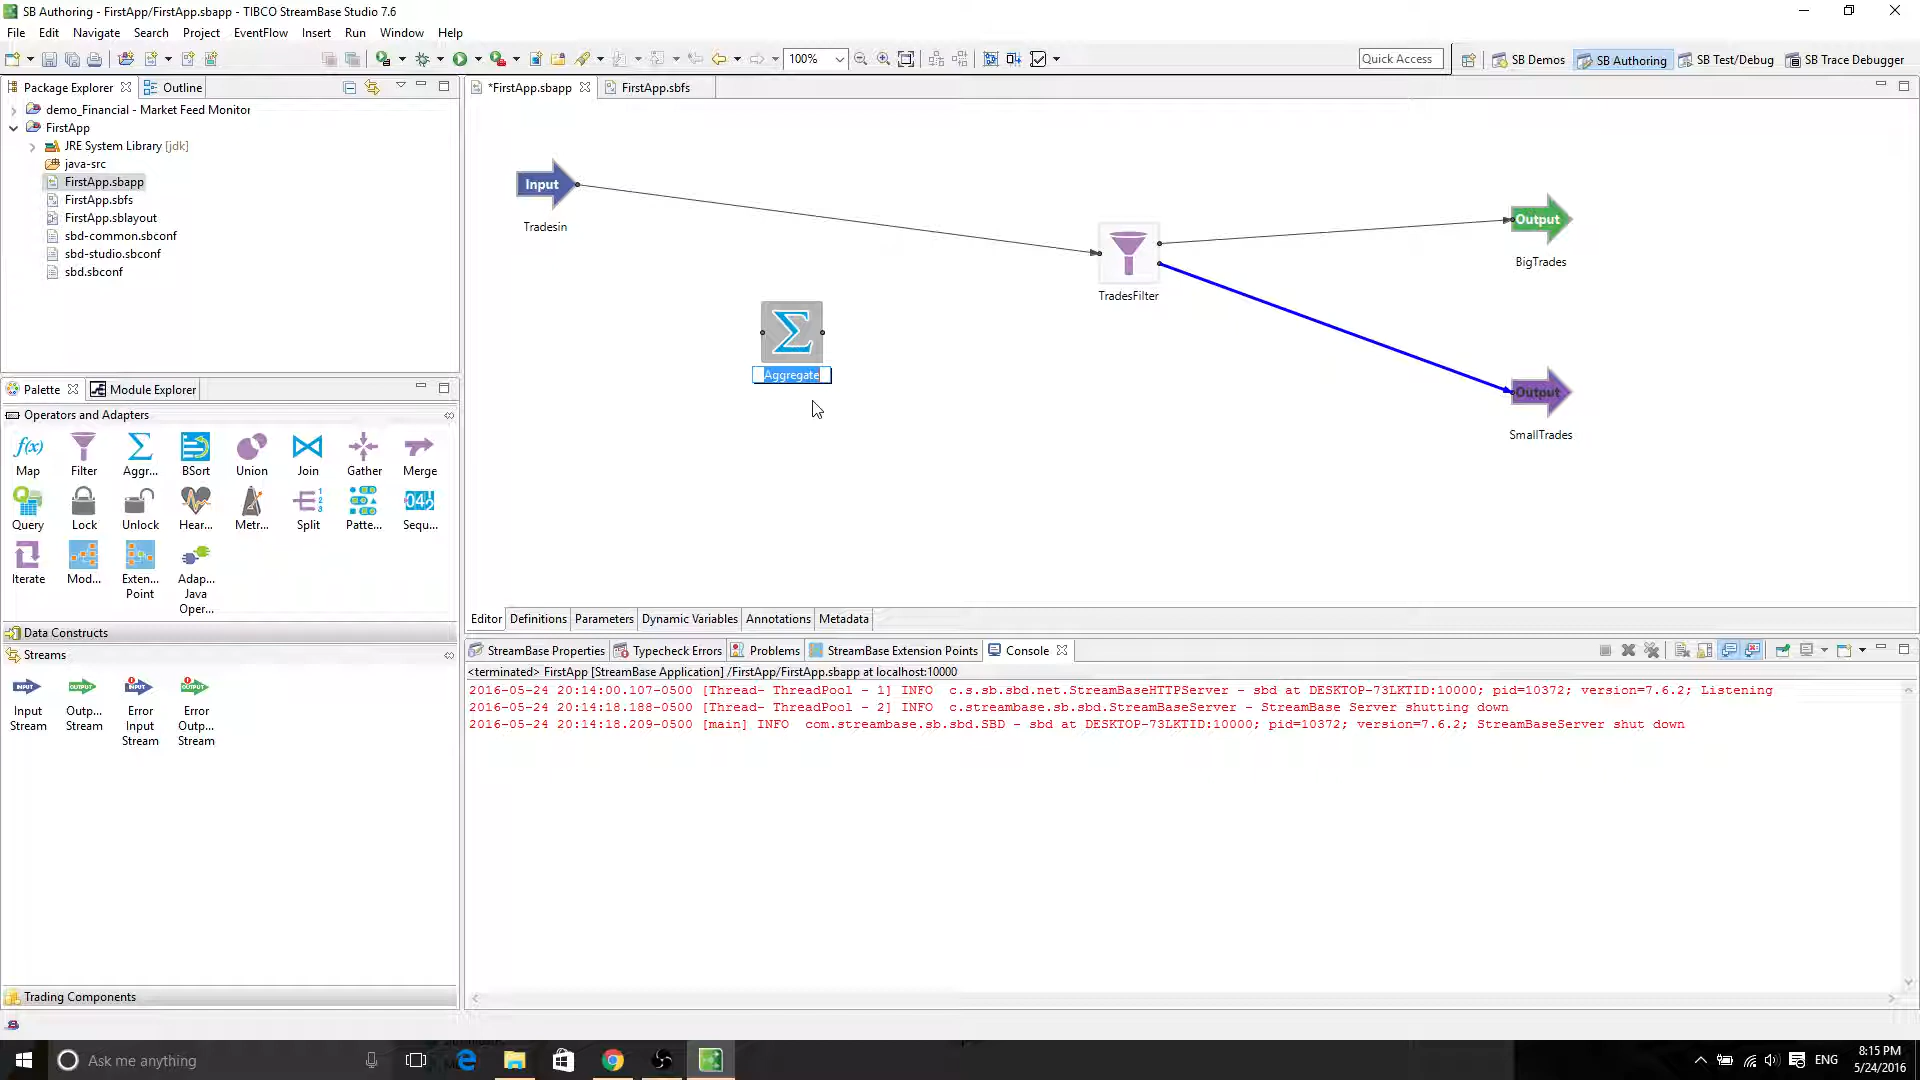 SB Authoring - FirstApp/FirstApp.sbapp - TIBCO StreamBase Studio 7.6
File Edit Navigate Search Project EventFlow Insert Run Window Help
100%
Quick Access
SB Demos
SB Authoring
SB Test/Debug
SB Trace Debugger
Package Explorer
Outline
demo_Financial - Market Feed Monitor
FirstApp
JRE System Library [jdk]
java-src
FirstApp.sbapp
FirstApp.sbfs
FirstApp.sblayout
sbd-common.sbconf
sbd-studio.sbconf
sbd.sbconf
*FirstApp.sbapp
FirstApp.sbfs
Input
Tradesin
Aggregate
TradesFilter
Output
BigTrades
Output
SmallTrades
Editor Definitions Parameters Dynamic Variables Annotations Metadata
Palette
Module Explorer
Operators and Adapters
f(x)
Map Filter Aggr... BSort Union Join Gather Merge
Query Lock Unlock Hear... Metr... Split Patte... Sequ...
Iterate Mod... Exten... Point Adap... Java Oper...
Data Constructs
Streams
INPUT OUTPUT INPUT OUTPUT
Input Stream
Outp... Stream
Error Input Stream
Error Outp... Stream
Trading Components
StreamBase Properties
Typecheck Errors
Problems
StreamBase Extension Points
Console
<terminated> FirstApp [StreamBase Application] /FirstApp/FirstApp.sbapp at localhost:10000
2016-05-24 20:14:00.107-0500 [Thread- ThreadPool - 1] INFO c.s.sb.sbd.net.StreamBaseHTTPServer - sbd at DESKTOP-73LKTID:10000; pid=10372; version=7.6.2; Listening
2016-05-24 20:14:18.188-0500 [Thread- ThreadPool - 2] INFO c.streambase.sb.sbd.StreamBaseServer - StreamBase Server shutting down
2016-05-24 20:14:18.209-0500 [main] INFO com.streambase.sb.sbd.SBD - sbd at DESKTOP-73LKTID:10000; pid=10372; version=7.6.2; StreamBaseServer shut down
Ask me anything
ENG
8:15 PM
5/24/2016